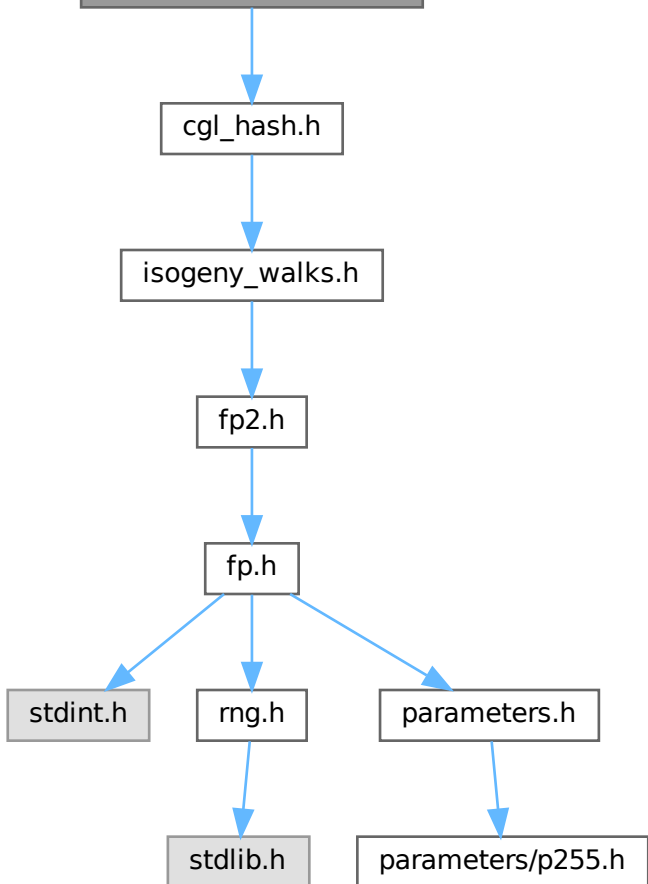 cgl_hash.h
isogeny_walks.h
fp2.h
fp.h
stdint.h
rng.h
parameters.h
stdlib.h
parameters/p255.h